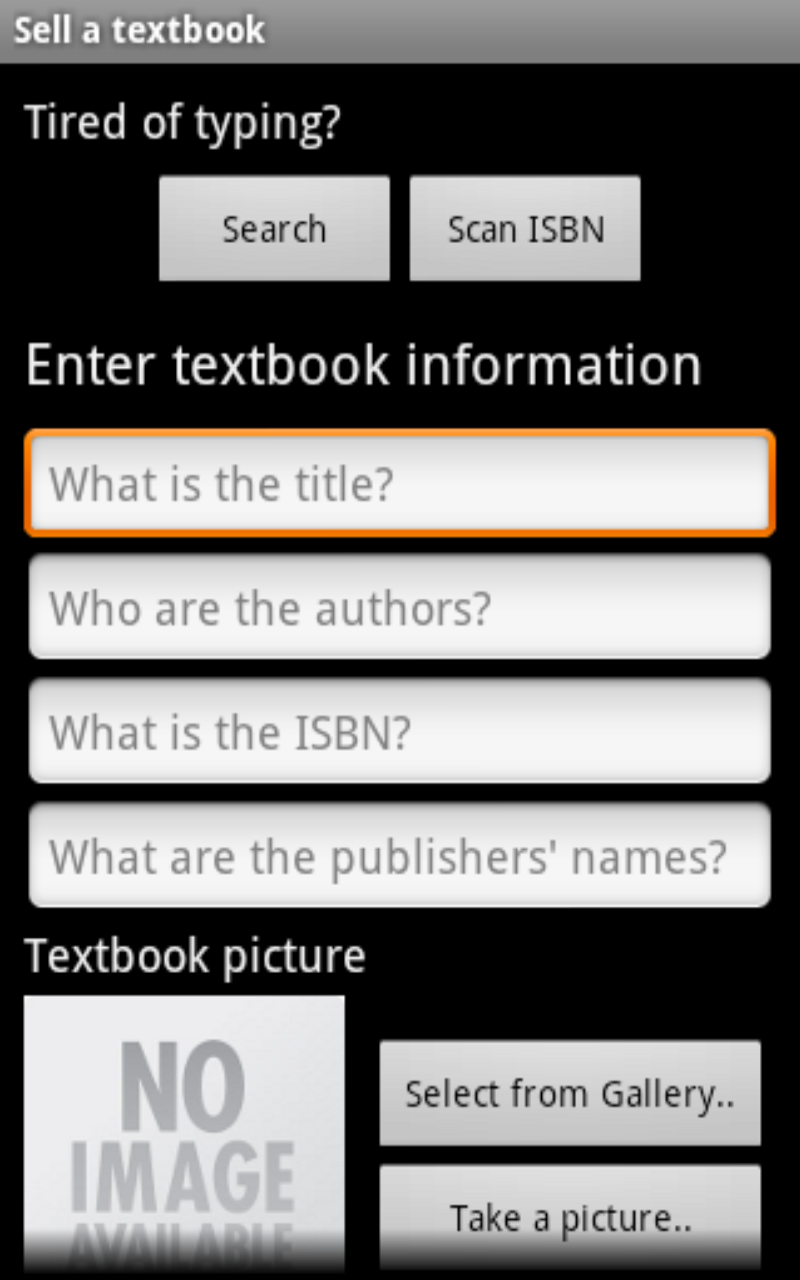 Sell a textbook
Tired of typing?
Search
Scan ISBN
Enter textbook information
What is the title?
Who are the authors?
What is the ISBN?
What are the publishers' names?
Textbook picture
NO
IMAGE
AVAILABLE
Select from Gallery..
Take a picture..